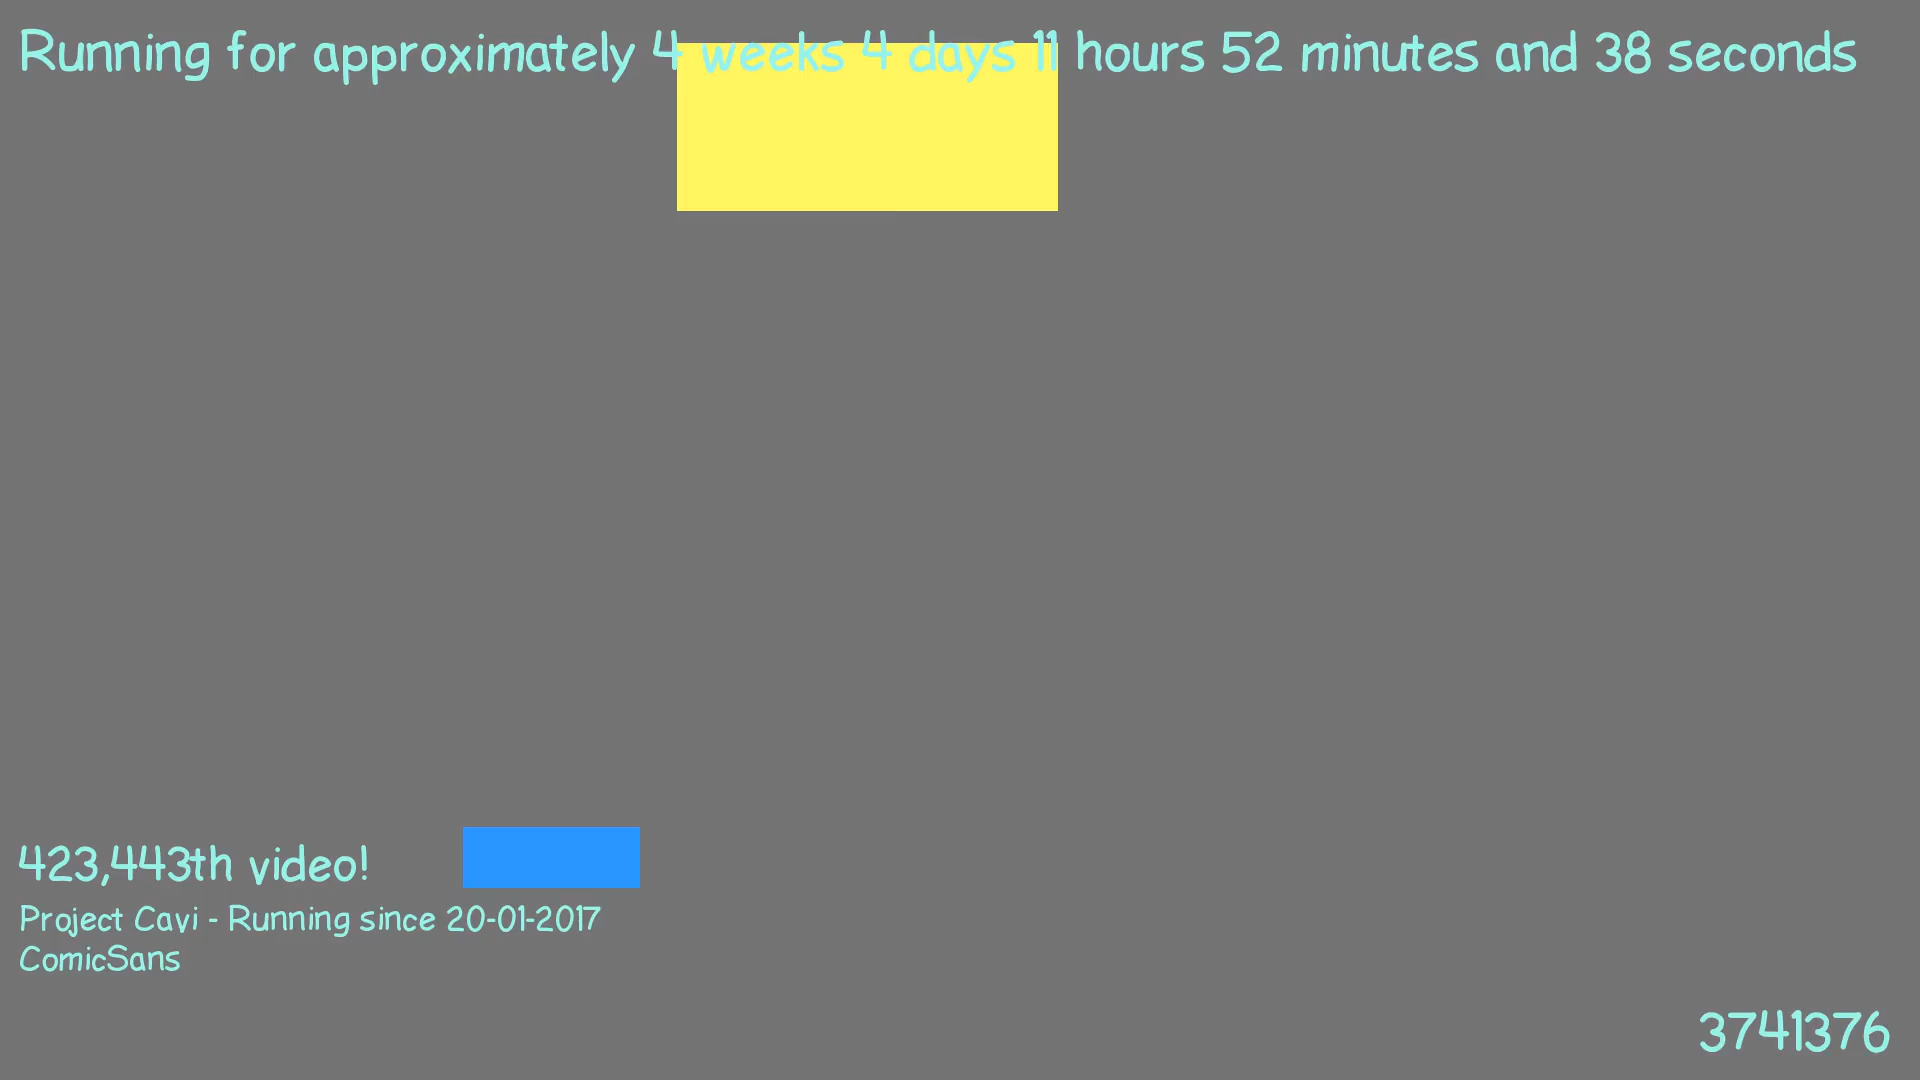 Running for approximately 4 weeks 4 days 11 hours 52 minutes and 38 seconds
423,443th video!
Project Cavi - Running since 20-01-2017
ComicSans
3741376